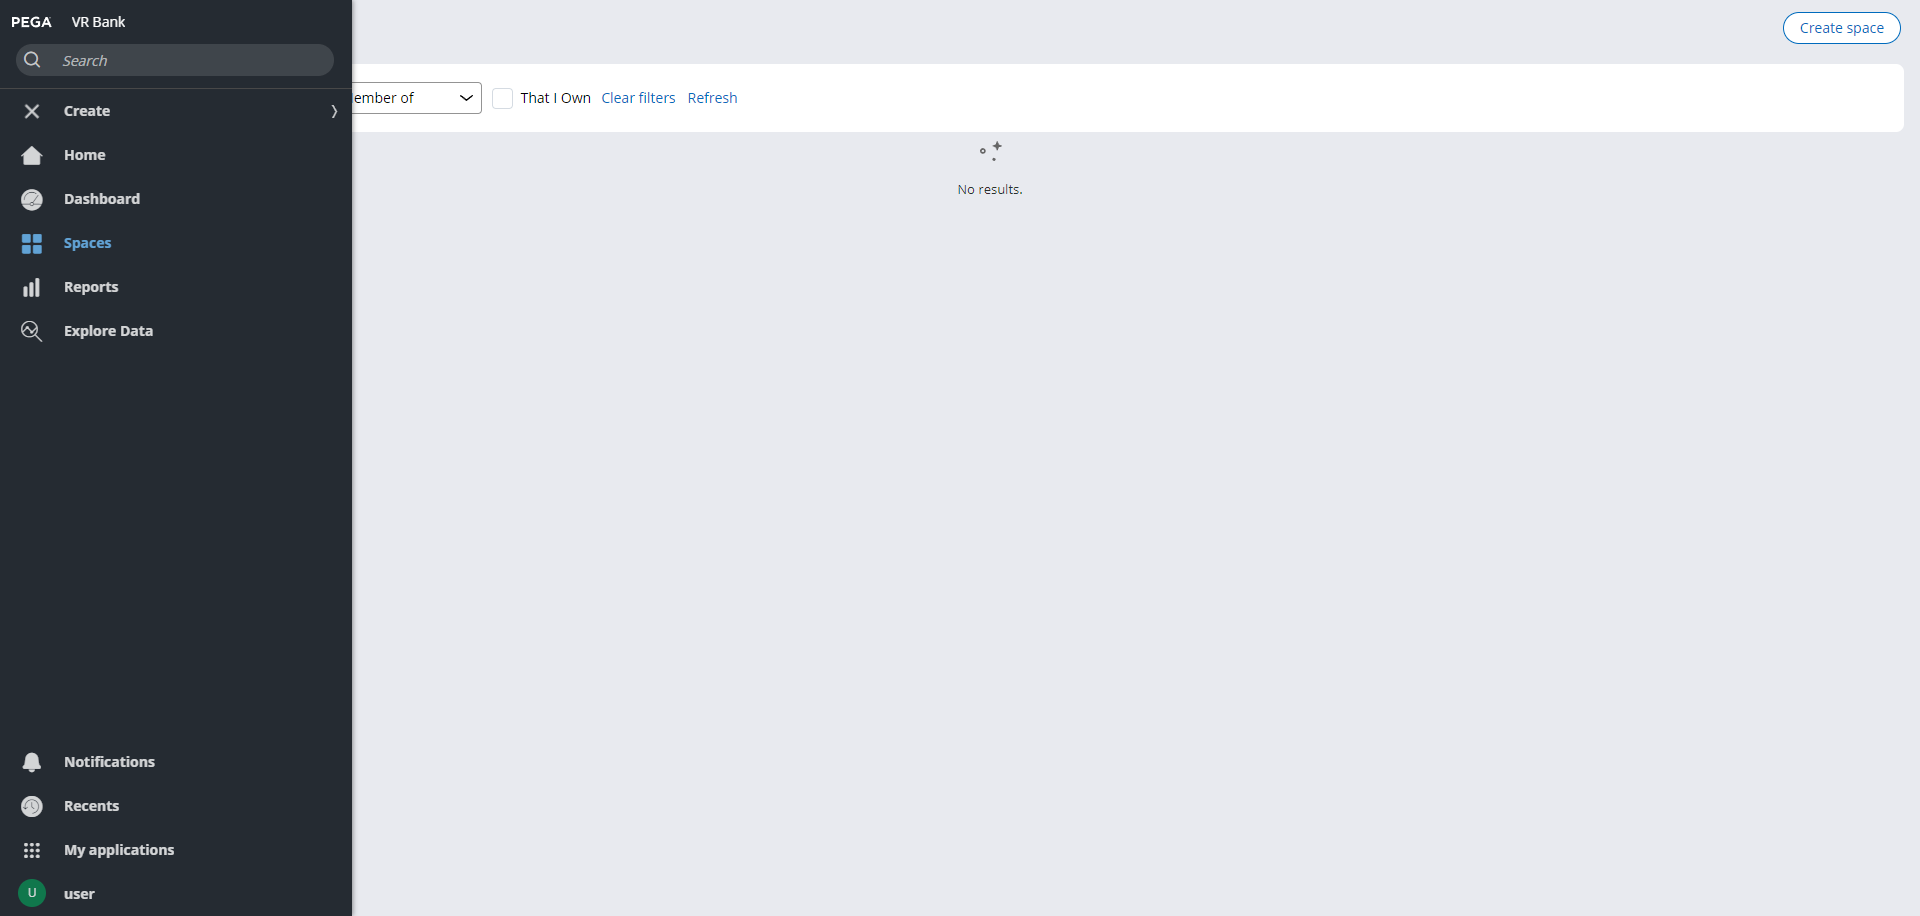 PEGA VR Bank
Search
Create
Home
Dashboard
Spaces
Reports
Explore Data
Notifications
Recents
My applications
U user
Create space
ember of
That I Own Clear filters Refresh
No results.